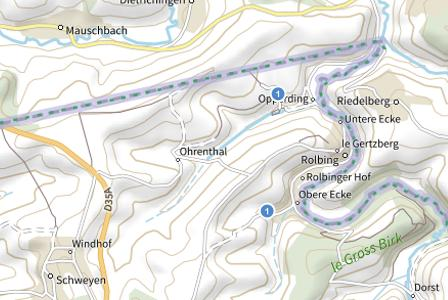 Dietrichingen
Mauschbach
1
Opperding
Riedelberg
Untere Ecke
le Gertzberg
Ohrenthal
Rolbing
Rolbinger Hof
Obere Ecke
D35A
1
le Gross Birk
Windhof
Schweyen
Dorst